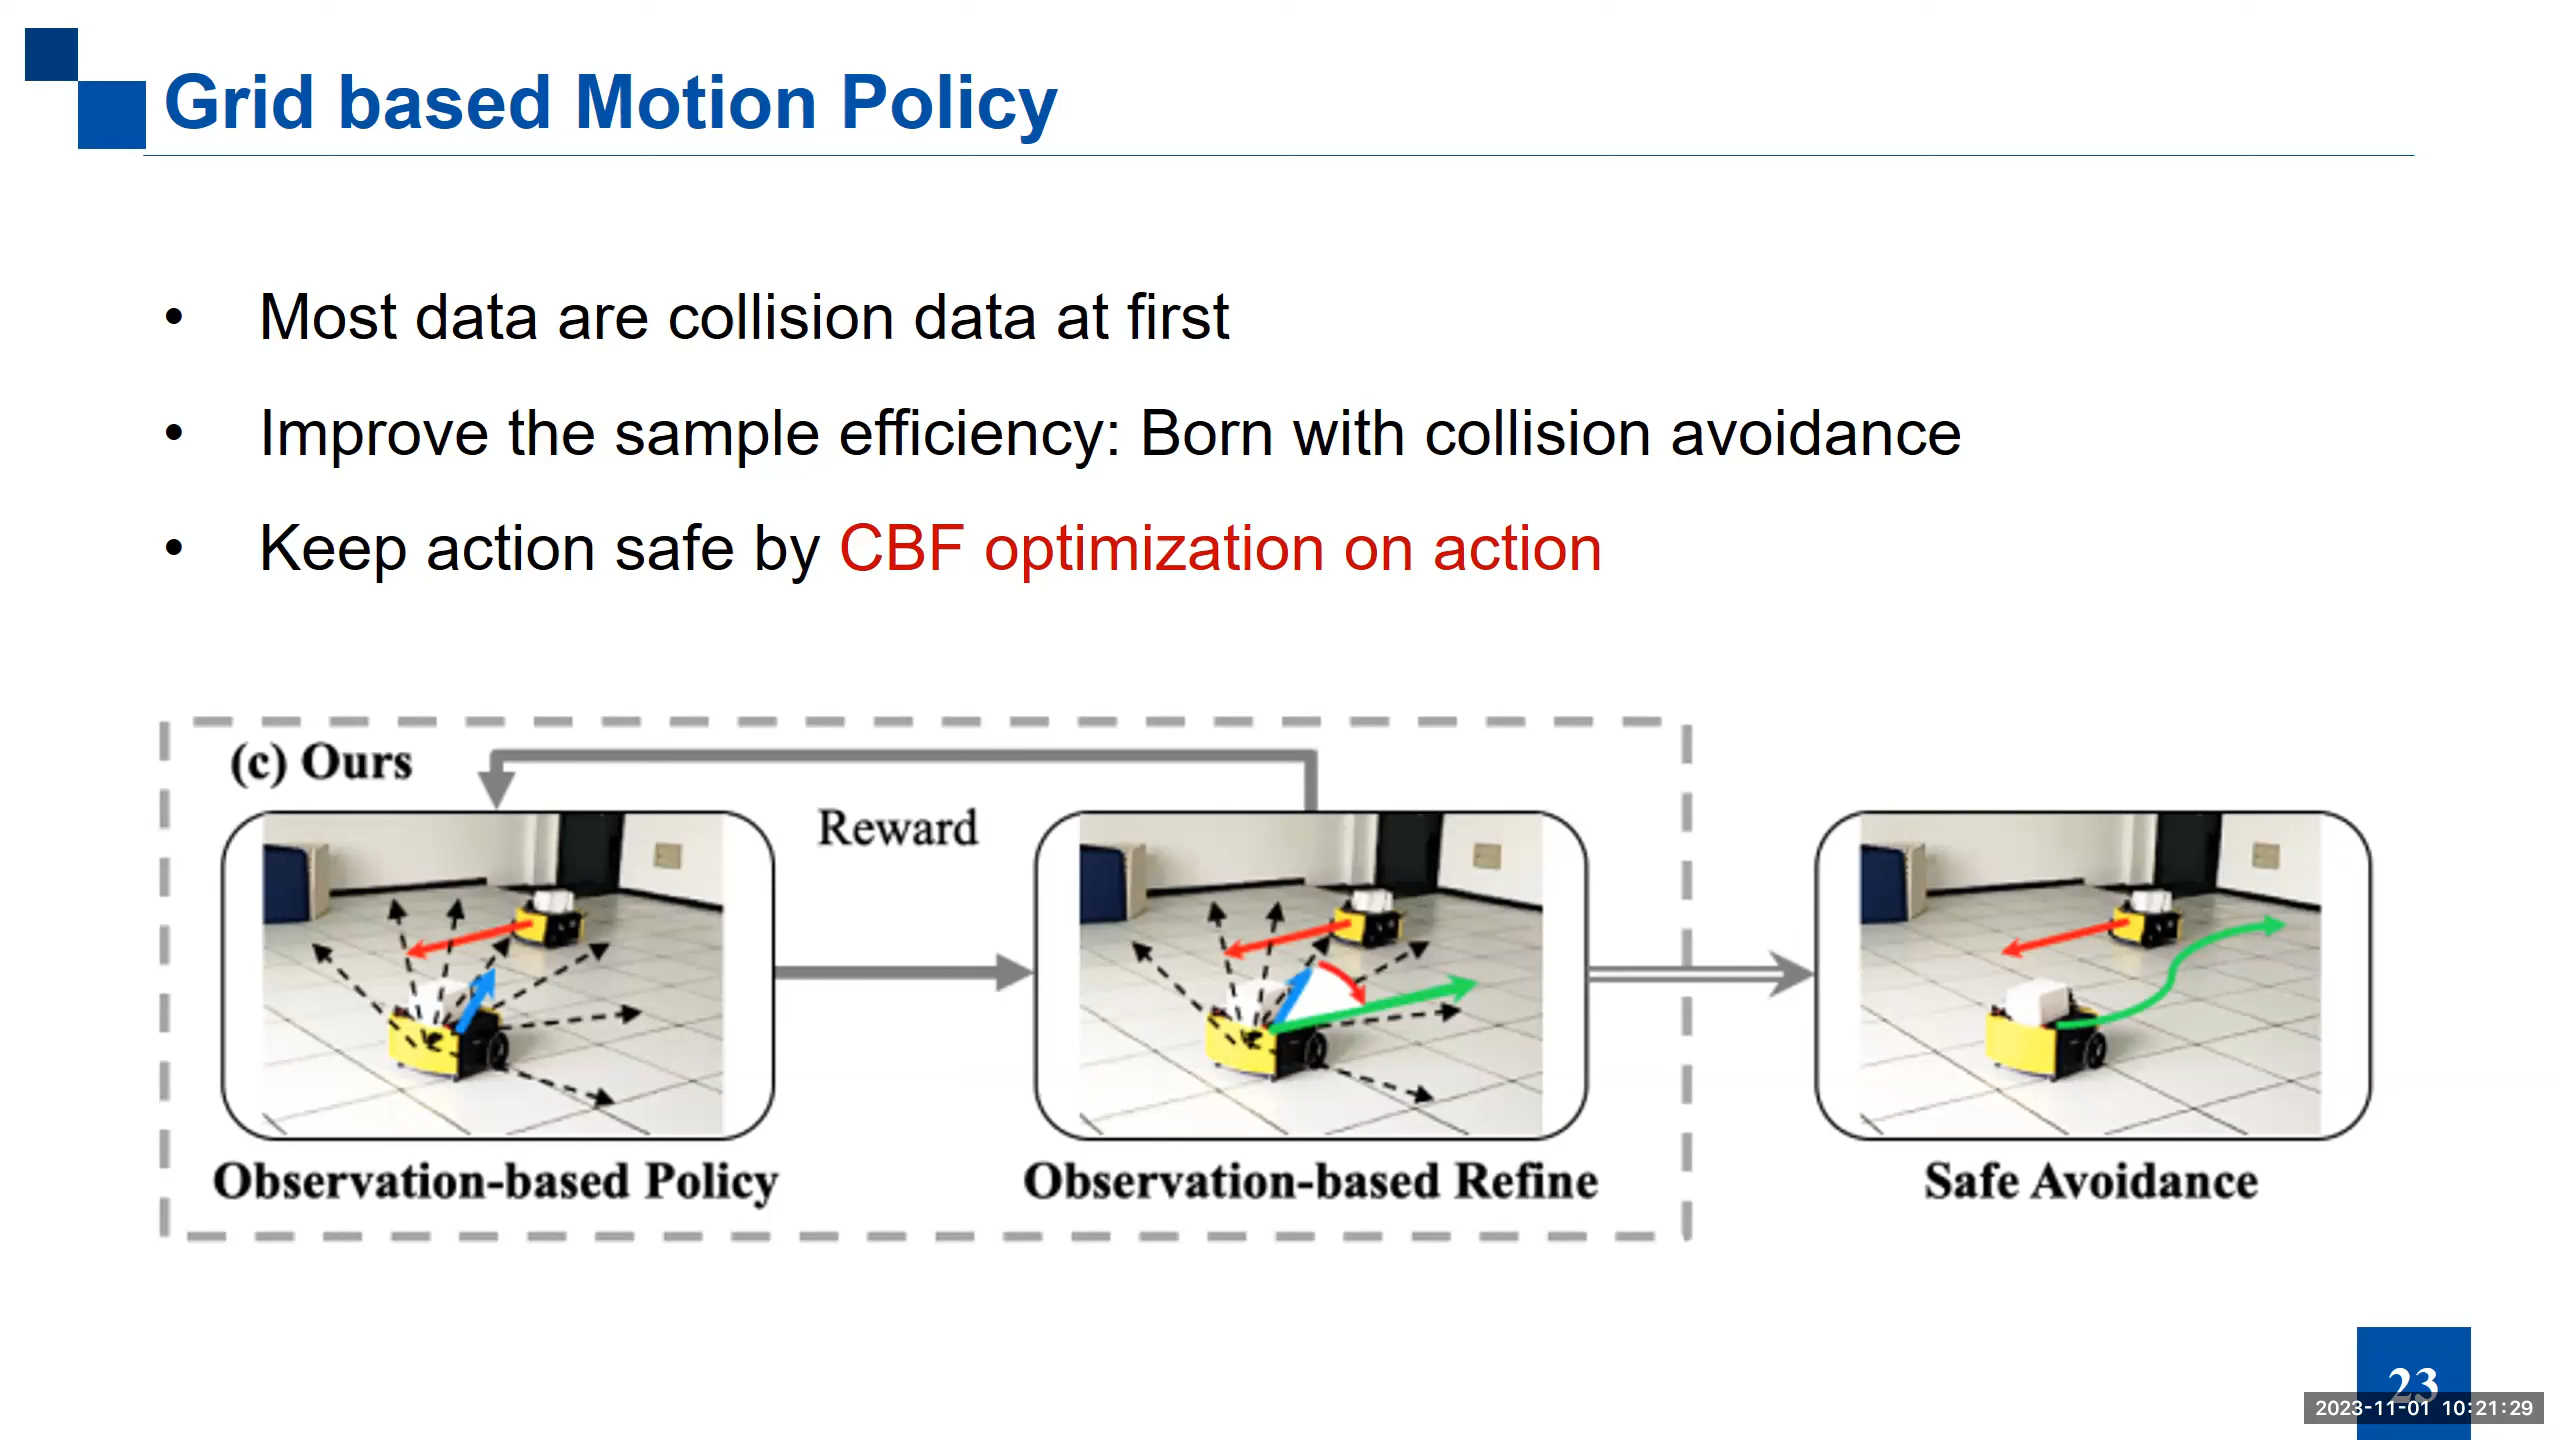 Grid based Motion Policy
• Most data are collision data at first
• Improve the sample efficiency: Born with collision avoidance
• Keep action safe by CBF optimization on action
(c) Ours
Reward
Observation-based Policy
Observation-based Refine
Safe Avoidance
23
2023-11-01 10:21:29